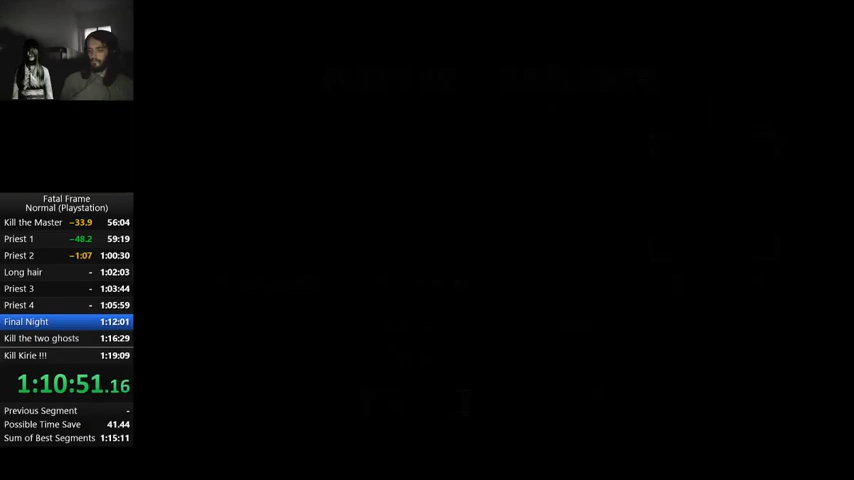 Fatal Frame
Normal (Playstation)
Kill the Master -33.9 56:04
Priest 1 -48.2 59:19
Priest 2 -1:07 1:00:30
Long hair - 1:02:03
Priest 3 - 1:03:44
Priest 4 - 1:05:59
Final Night 1:12:01
Kill the two ghosts 1:16:29
Kill Kirie !!! 1:19:09
1:10:51.16
Previous Segment -
Possible Time Save 41.44
Sum of Best Segments 1:15:11